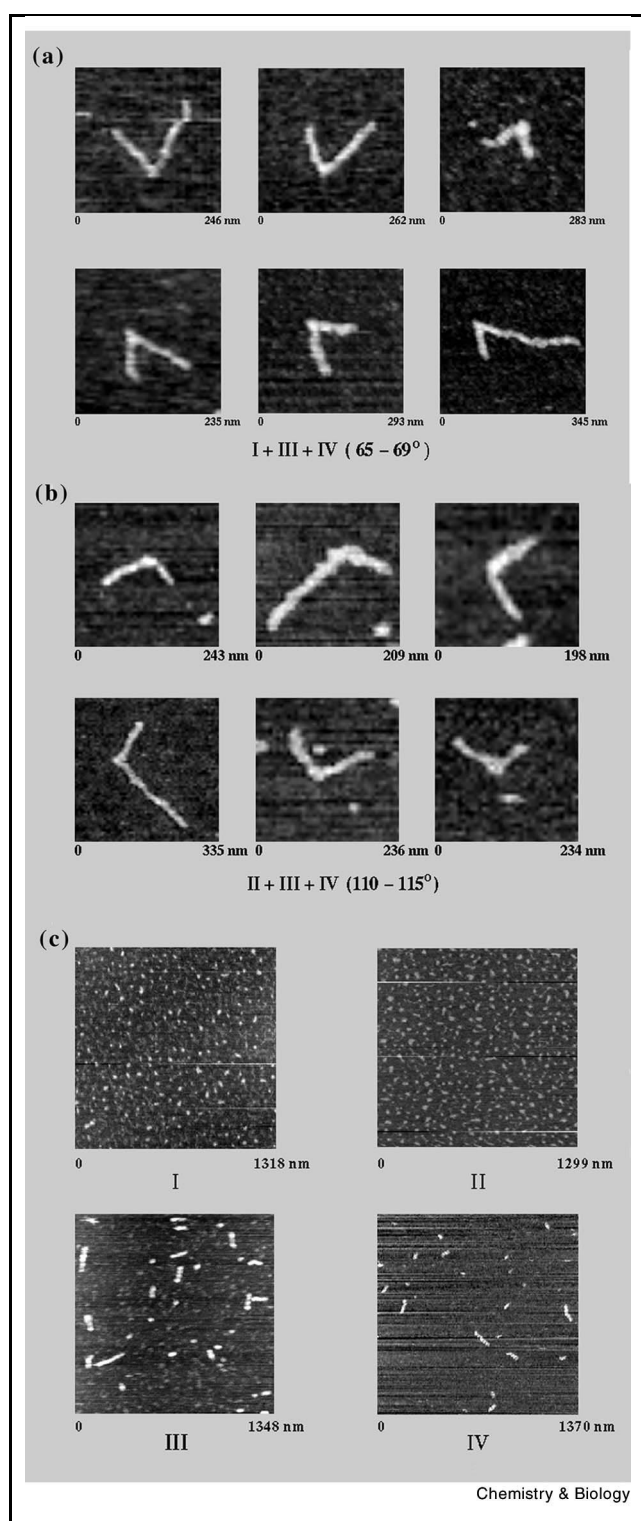 (a)
0 246 nm 0 262 nm 0 283 nm
0 235 nm 0 293 nm 0 345 nm
I + III + IV ( 65 – 69° )
(b)
0 243 nm 0 209 nm 0 198 nm
0 335 nm 0 236 nm 0 234 nm
II + III + IV (110 – 115°)
(c)
0 1318 nm 0 1299 nm
I II
0 1348 nm 0 1370 nm
III IV
Chemistry & Biology